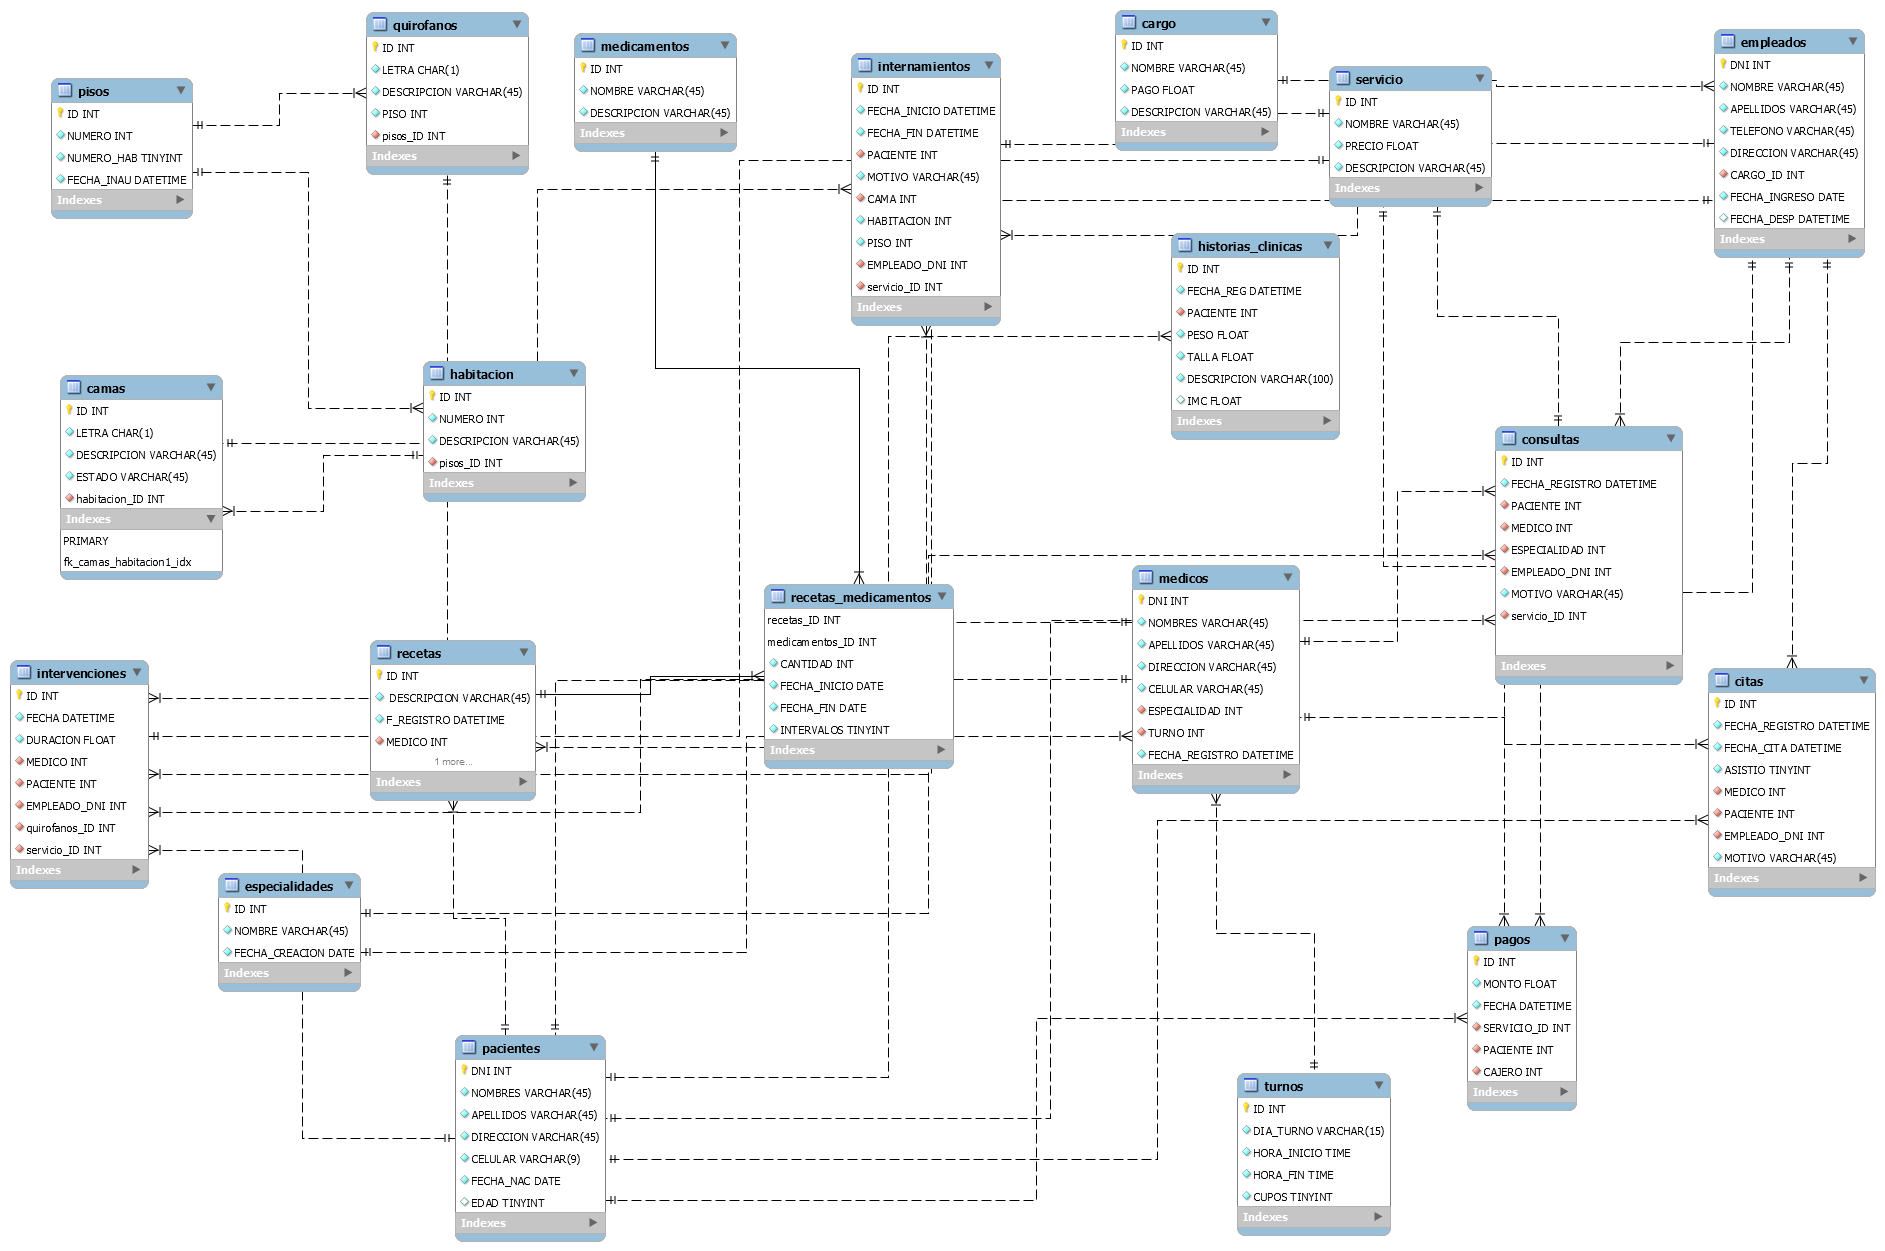 quirofanos
ID INT
LETRA CHAR(1)
DESCRIPCION VARCHAR(45)
PISO INT
pisos_ID INT
Indexes
medicamentos
ID INT
NOMBRE VARCHAR(45)
DESCRIPCION VARCHAR(45)
Indexes
internamientos
ID INT
FECHA_INICIO DATETIME
FECHA_FIN DATETIME
PACIENTE INT
MOTIVO VARCHAR(45)
CAMA INT
HABITACION INT
PISO INT
EMPLEADO_DNI INT
servicio_ID INT
Indexes
cargo
ID INT
NOMBRE VARCHAR(45)
PAGO FLOAT
DESCRIPCION VARCHAR(45)
Indexes
servicio
ID INT
NOMBRE VARCHAR(45)
PRECIO FLOAT
DESCRIPCION VARCHAR(45)
Indexes
empleados
DNI INT
NOMBRE VARCHAR(45)
APELLIDOS VARCHAR(45)
TELEFONO VARCHAR(45)
DIRECCION VARCHAR(45)
CARGO_ID INT
FECHA_INGRESO DATE
FECHA_DESP DATETIME
Indexes
pisos
ID INT
NUMERO INT
NUMERO_HAB TINYINT
FECHA_INAU DATETIME
Indexes
historias_clinicas
ID INT
FECHA_REG DATETIME
PACIENTE INT
PESO FLOAT
TALLA FLOAT
DESCRIPCION VARCHAR(100)
IMC FLOAT
Indexes
camas
ID INT
LETRA CHAR(1)
DESCRIPCION VARCHAR(45)
ESTADO VARCHAR(45)
habitacion_ID INT
Indexes
PRIMARY
fk_camas_habitacion1_idx
habitacion
ID INT
NUMERO INT
DESCRIPCION VARCHAR(45)
pisos_ID INT
Indexes
consultas
ID INT
FECHA_REGISTRO DATETIME
PACIENTE INT
MEDICO INT
ESPECIALIDAD INT
EMPLEADO_DNI INT
MOTIVO VARCHAR(45)
servicio_ID INT
Indexes
intervenciones
ID INT
FECHA DATETIME
DURACION FLOAT
MEDICO INT
PACIENTE INT
EMPLEADO_DNI INT
quirofanos_ID INT
servicio_ID INT
Indexes
recetas
ID INT
DESCRIPCION VARCHAR(45)
F_REGISTRO DATETIME
MEDICO INT
1 more...
Indexes
recetas_medicamentos
recetas_ID INT
medicamentos_ID INT
CANTIDAD INT
FECHA_INICIO DATE
FECHA_FIN DATE
INTERVALOS TINYINT
Indexes
medicos
DNI INT
NOMBRES VARCHAR(45)
APELLIDOS VARCHAR(45)
DIRECCION VARCHAR(45)
CELULAR VARCHAR(45)
ESPECIALIDAD INT
TURNO INT
FECHA_REGISTRO DATETIME
Indexes
citas
ID INT
FECHA_REGISTRO DATETIME
FECHA_CITA DATETIME
ASISTIO TINYINT
MEDICO INT
PACIENTE INT
EMPLEADO_DNI INT
MOTIVO VARCHAR(45)
Indexes
especialidades
ID INT
NOMBRE VARCHAR(45)
FECHA_CREACION DATE
Indexes
pagos
ID INT
MONTO FLOAT
FECHA DATETIME
SERVICIO_ID INT
PACIENTE INT
CAJERO INT
Indexes
pacientes
DNI INT
NOMBRES VARCHAR(45)
APELLIDOS VARCHAR(45)
DIRECCION VARCHAR(45)
CELULAR VARCHAR(9)
FECHA_NAC DATE
EDAD TINYINT
Indexes
turnos
ID INT
DIA_TURNO VARCHAR(15)
HORA_INICIO TIME
HORA_FIN TIME
CUPOS TINYINT
Indexes